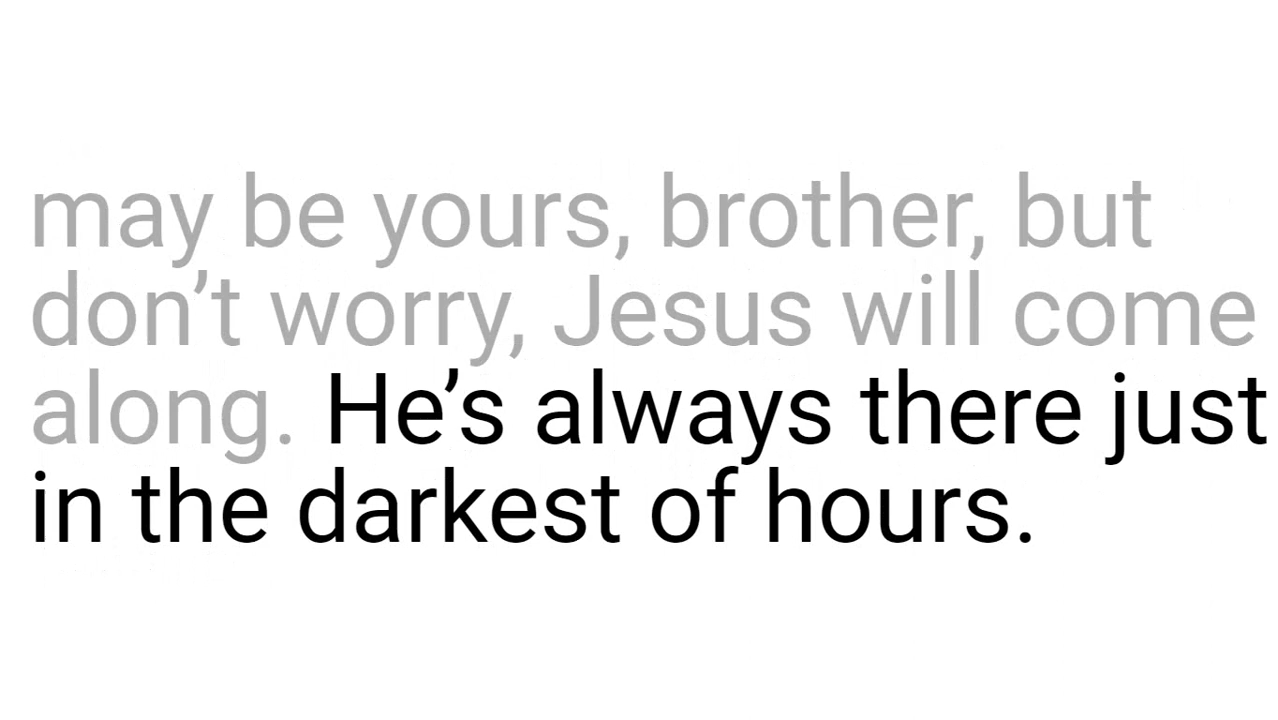 may be yours, brother, but
don’t worry, Jesus will come
along. He’s always there just
in the darkest of hours.